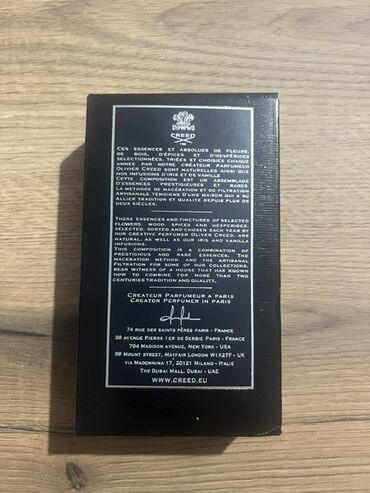 CREED
CES ESSENCES ET ABSOLUES DE FLEURS,
DE BOIS, D'ÉPICES ET D'HESPÉRIDES
SÉLECTIONNÉES, TRIÉES ET CHOISIES CHAQUE
ANNÉE PAR NOTRE CRÉATEUR PARFUMEUR
OLIVIER CREED SONT NATURELLES AINSI QUE
NOS INFUSIONS D'IRIS ET DE VANILLE
CETTE COMPOSITION EST UN ASSEMBLAGE
D'ESSENCES PRESTIGIEUSES ET RARES
LA MÉTHODE DE MACÉRATION ET DE FILTRATION
ARTISANALE TÉMOIGNE D'UNE MAISON QUI A SU
ALLIER TRADITION ET QUALITÉ DEPUIS PLUS DE
DEUX SIÈCLES.
THESE ESSENCES AND TINCTURES OF SELECTED
FLOWERS, WOOD, SPICES AND HESPERIDES,
SELECTED, SORTED AND CHOSEN EACH YEAR BY
OUR CREATIVE PERFUMER OLIVIER CREED, ARE
NATURAL, AS WELL AS OUR IRIS AND VANILLA
INFUSIONS.
THIS COMPOSITION IS A COMBINATION OF
PRESTIGIOUS AND RARE ESSENCES. THE
MACERATION METHOD, AND THE ARTISANAL
FILTRATION FOR SOME OF OUR COLLECTIONS,
BEAR WITNESS OF A HOUSE THAT HAS KNOWN
HOW TO COMBINE FOR MORE THAN TWO
CENTURIES TRADITION AND QUALITY.
CREATEUR PARFUMEUR A PARIS
CREATOR PERFUMER IN PARIS
74 RUE DES SAINTS PÈRES PARIS - FRANCE
38 AVENUE PIERRE 1ER DE SERBIE PARIS - FRANCE
794 MADISON AVENUE, NEW YORK - USA
99 MOUNT STREET, MAYFAIR LONDON W1K2TF - UK
VIA MADONNINA 17, 20121 MILANO - ITALIE
THE DUBAI MALL, DUBAI - UAE
WWW.CREED.EU